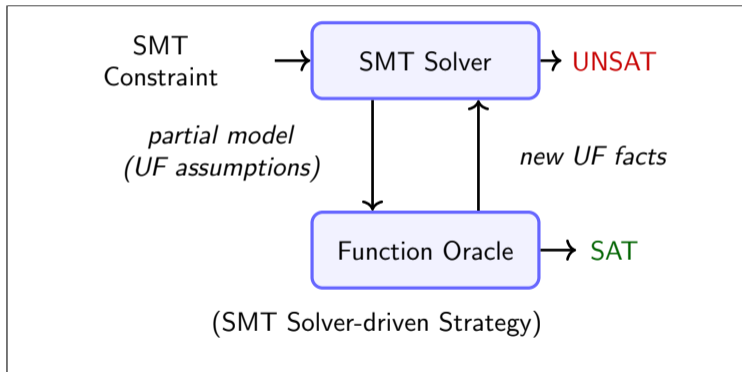 SMT
Constraint
SMT Solver
UNSAT
partial model
(UF assumptions)
new UF facts
Function Oracle
SAT
(SMT Solver-driven Strategy)